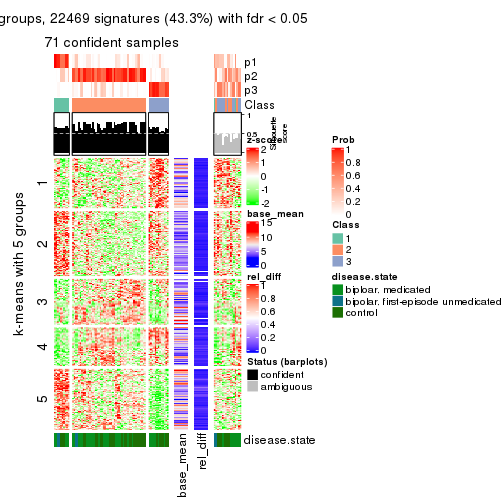 groups, 22469 signatures (43.3%) with fdr < 0.05
71 confident samples
p1
p2
p3
Class
1
0.5
0
Silhouette
score
k-means with 5 groups
1
2
3
4
5
base_mean
rel_diff
disease.state
z-score
2
1
0
-1
-2
base_mean
15
10
5
0
rel_diff
1
0.8
0.6
0.4
0.2
0
Status (barplots)
confident
ambiguous
Prob
1
0.8
0.6
0.4
0.2
0
Class
1
2
3
disease.state
bipolar, medicated
bipolar, first-episode unmedicated
control